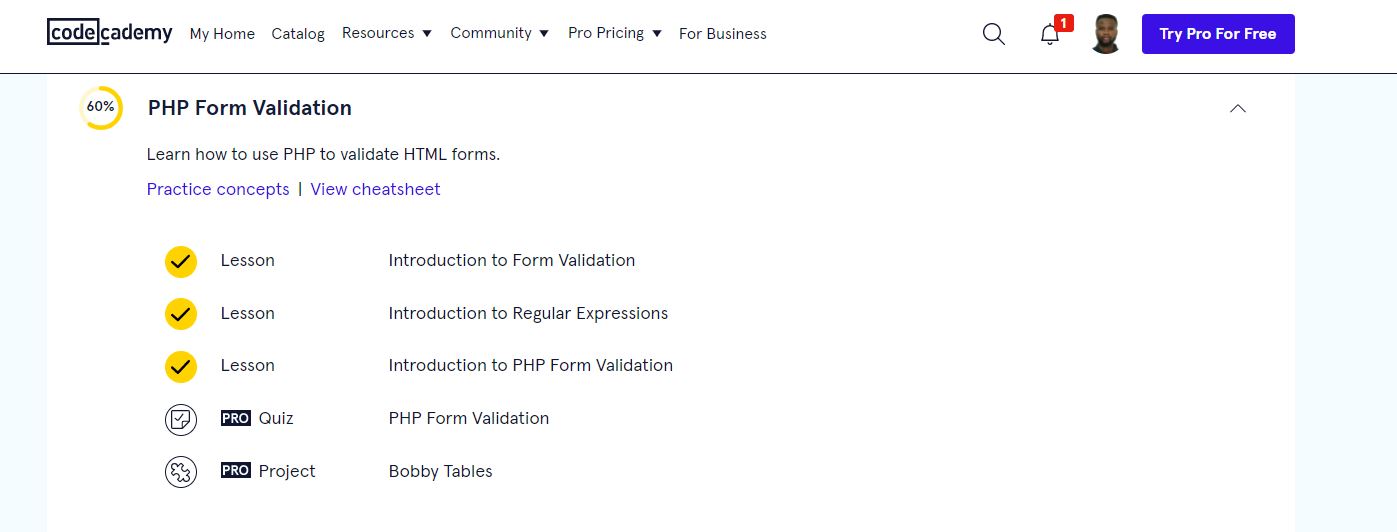 codecademy My Home Catalog Resources Community Pro Pricing For Business 1 Try Pro For Free
60% PHP Form Validation
Learn how to use PHP to validate HTML forms.
Practice concepts | View cheatsheet
Lesson Introduction to Form Validation
Lesson Introduction to Regular Expressions
Lesson Introduction to PHP Form Validation
PRO Quiz PHP Form Validation
PRO Project Bobby Tables